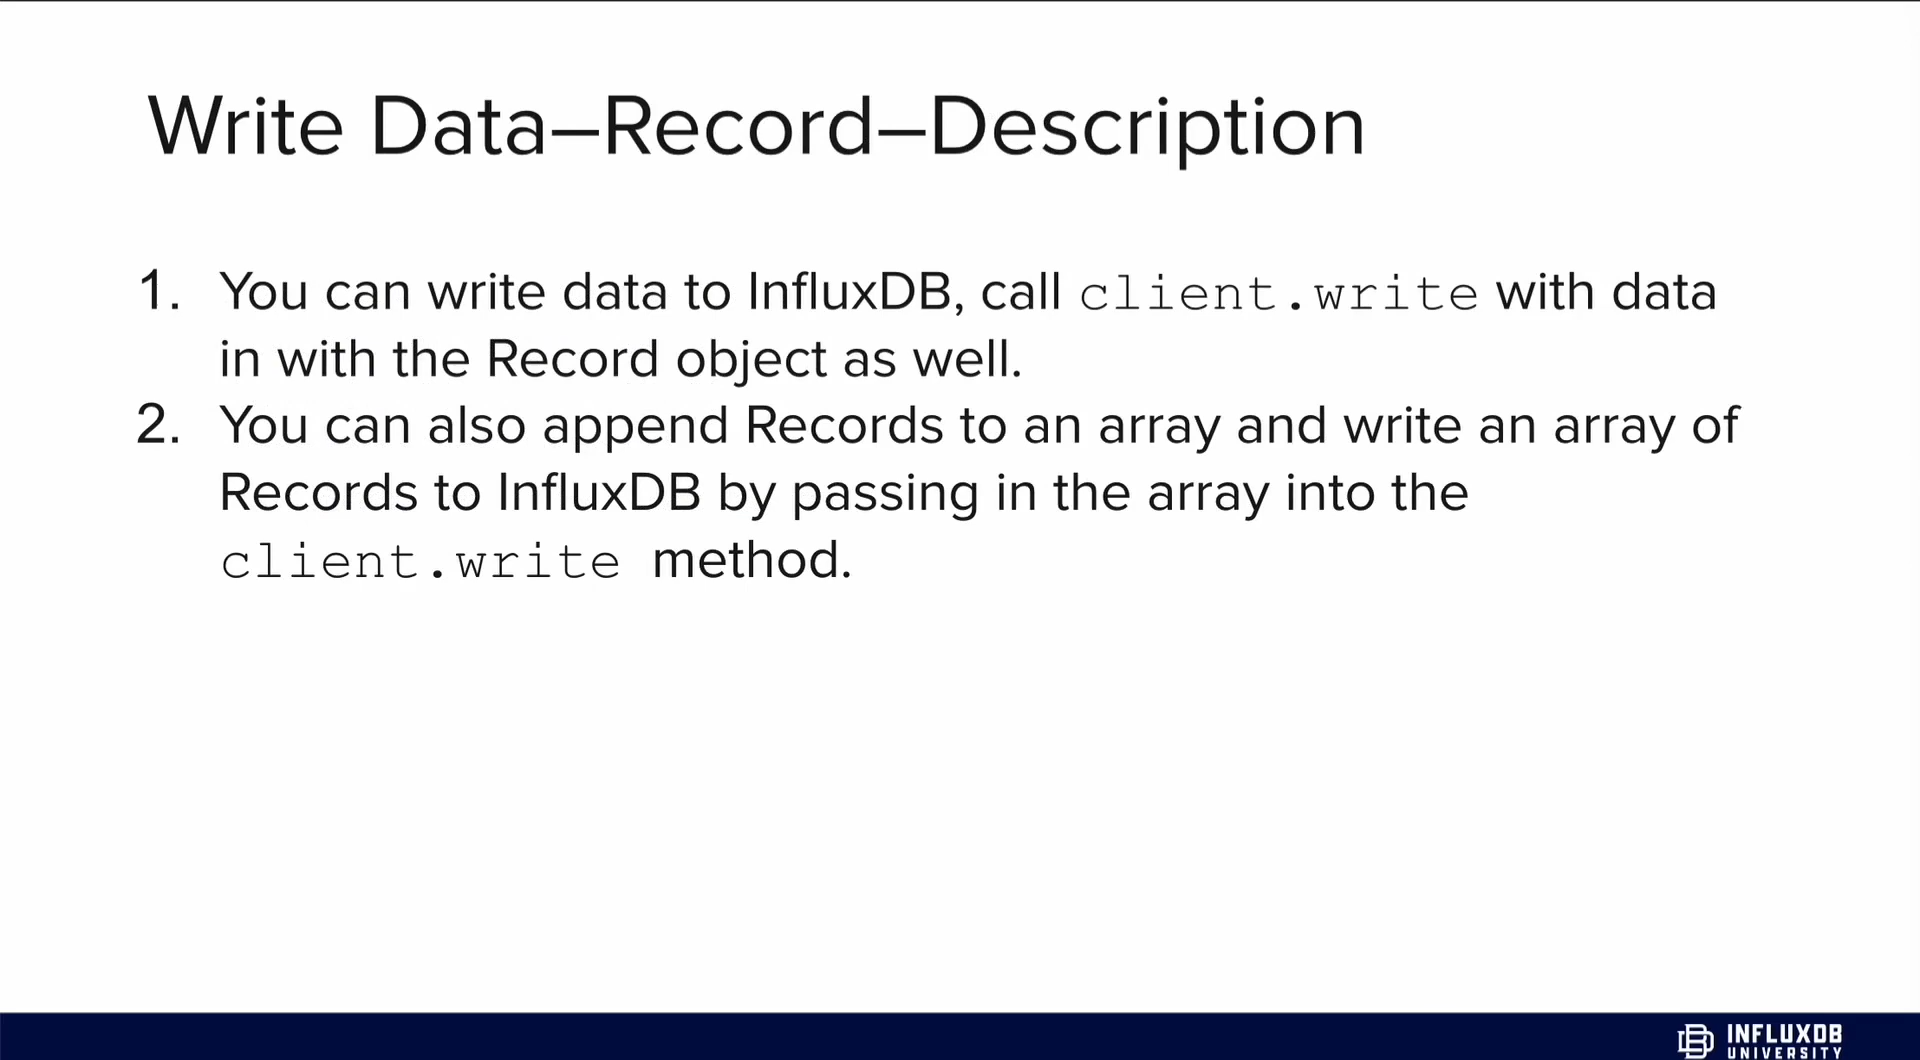 Write Data–Record–Description
1. You can write data to InfluxDB, call client.write with data
in with the Record object as well.
2. You can also append Records to an array and write an array of
Records to InfluxDB by passing in the array into the
client.write method.
INFLUXDB
UNIVERSITY